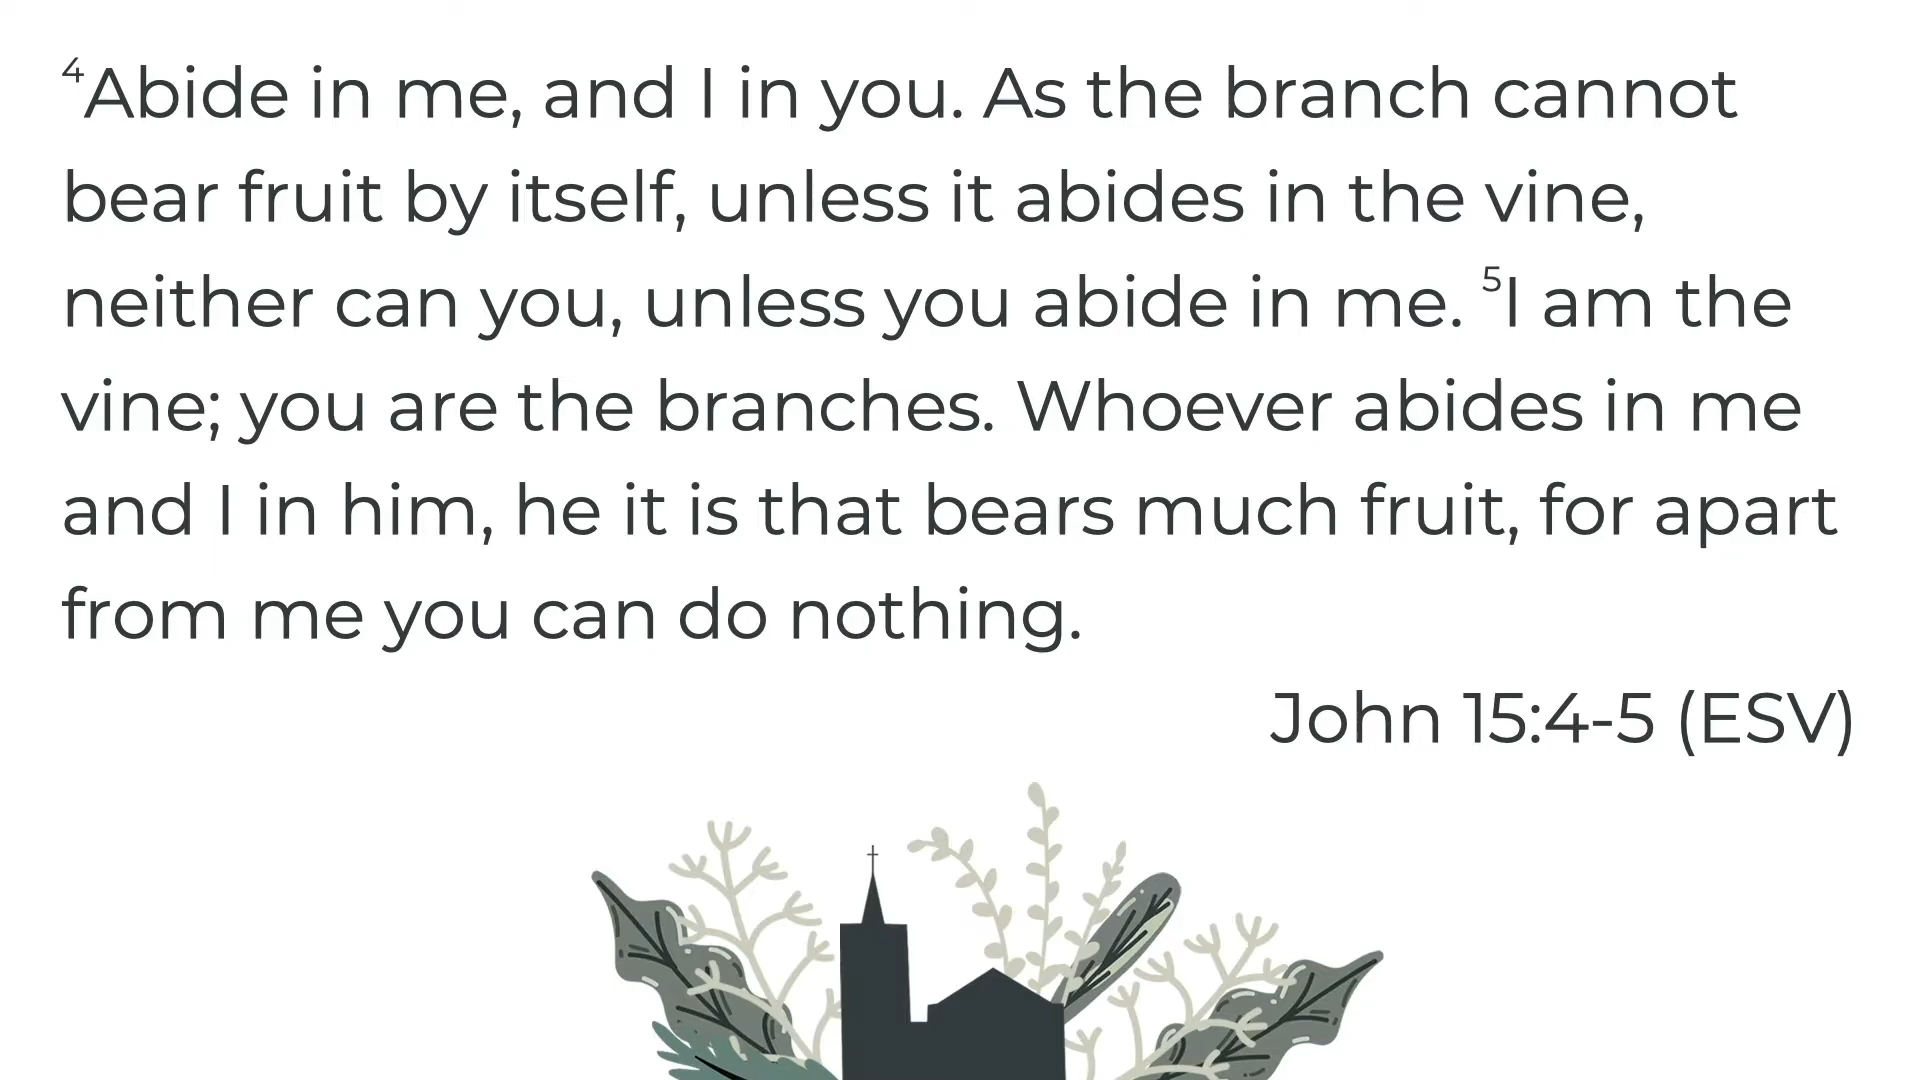 ⁴Abide in me, and I in you. As the branch cannot
bear fruit by itself, unless it abides in the vine,
neither can you, unless you abide in me. ⁵I am the
vine; you are the branches. Whoever abides in me
and I in him, he it is that bears much fruit, for apart
from me you can do nothing.
John 15:4-5 (ESV)